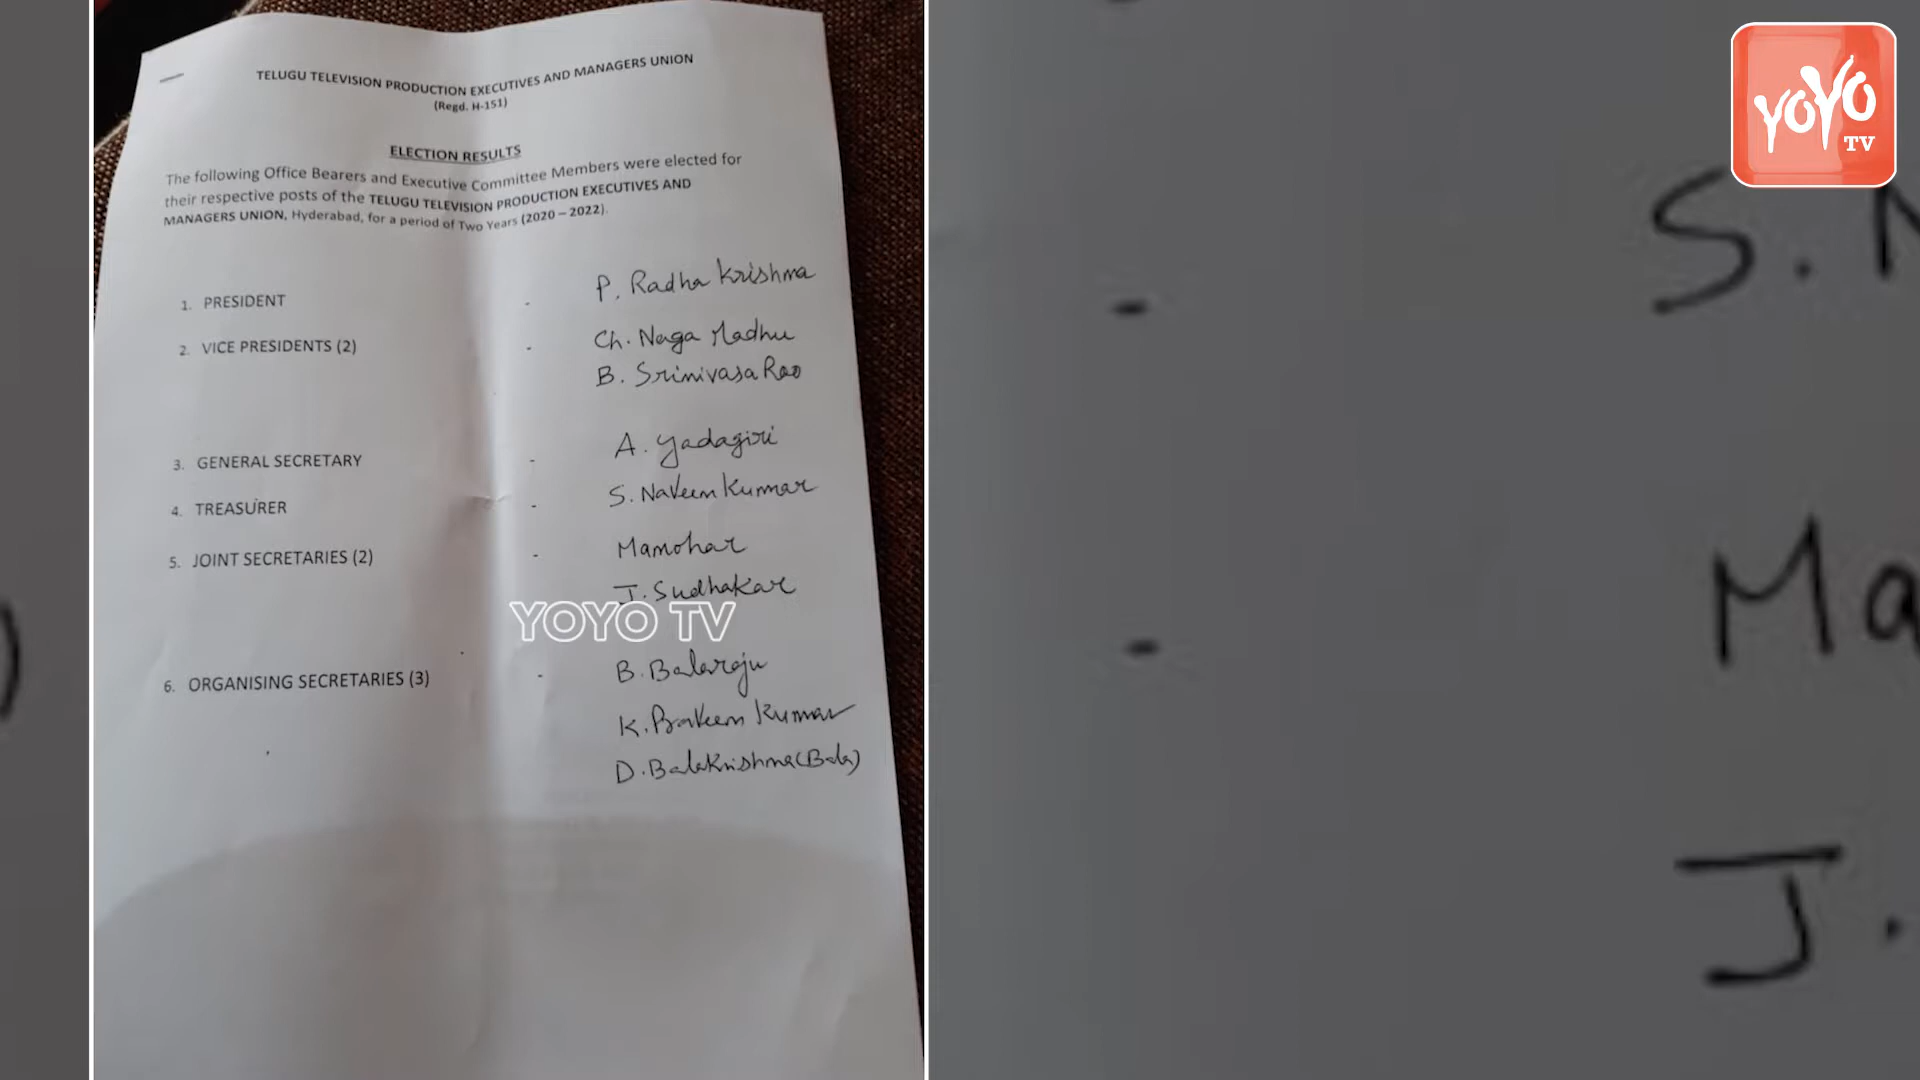 TELUGU TELEVISION PRODUCTION EXECUTIVES AND MANAGERS UNION
(Regd. H-151)
ELECTION RESULTS
The following Office Bearers and Executive Committee Members were elected for
their respective posts of the TELUGU TELEVISION PRODUCTION EXECUTIVES AND
MANAGERS UNION, Hyderabad, for a period of Two Years (2020 – 2022).
1. PRESIDENT - P. Radha Krishna
2. VICE PRESIDENTS (2) - Ch. Naga Madhu
B. Srinivasa Rao
3. GENERAL SECRETARY - A. Yadagiri
4. TREASURER - S. Naveen Kumar
5. JOINT SECRETARIES (2) - Manohar
J. Sudhakar
YOYO TV
6. ORGANISING SECRETARIES (3) - B. Balaraju
K. Praveen Kumar
D. Balakrishna (Bala)
YOYO
TV
- S. N
- Ma
J.